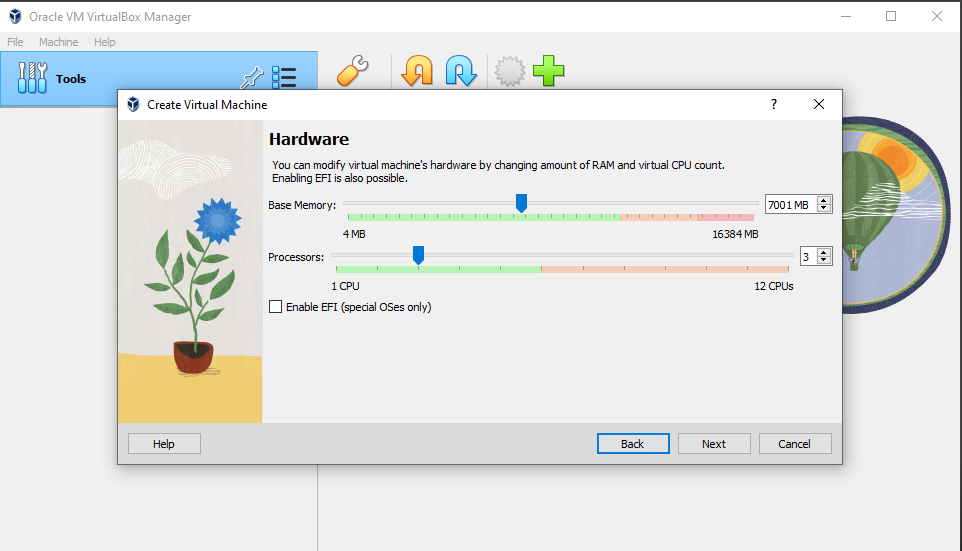 Oracle VM VirtualBox Manager
File Machine Help
Tools
Create Virtual Machine
?
Hardware
You can modify virtual machine's hardware by changing amount of RAM and virtual CPU count.
Enabling EFI is also possible.
Base Memory:
7001 MB
4 MB
16384 MB
Processors:
3
1 CPU
12 CPUs
Enable EFI (special OSes only)
Help
Back
Next
Cancel